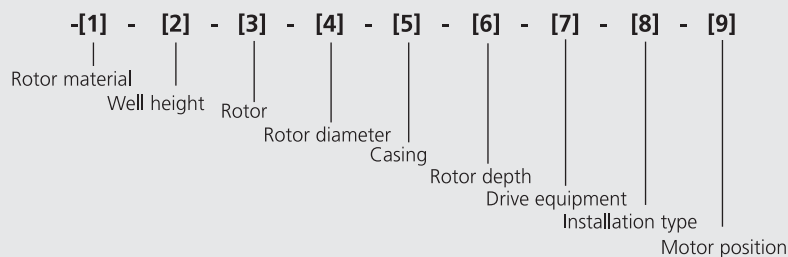 -[1] - [2] - [3] - [4] - [5] - [6] - [7] - [8] - [9]
Rotor material
Well height
Rotor
Rotor diameter
Casing
Rotor depth
Drive equipment
Installation type
Motor position